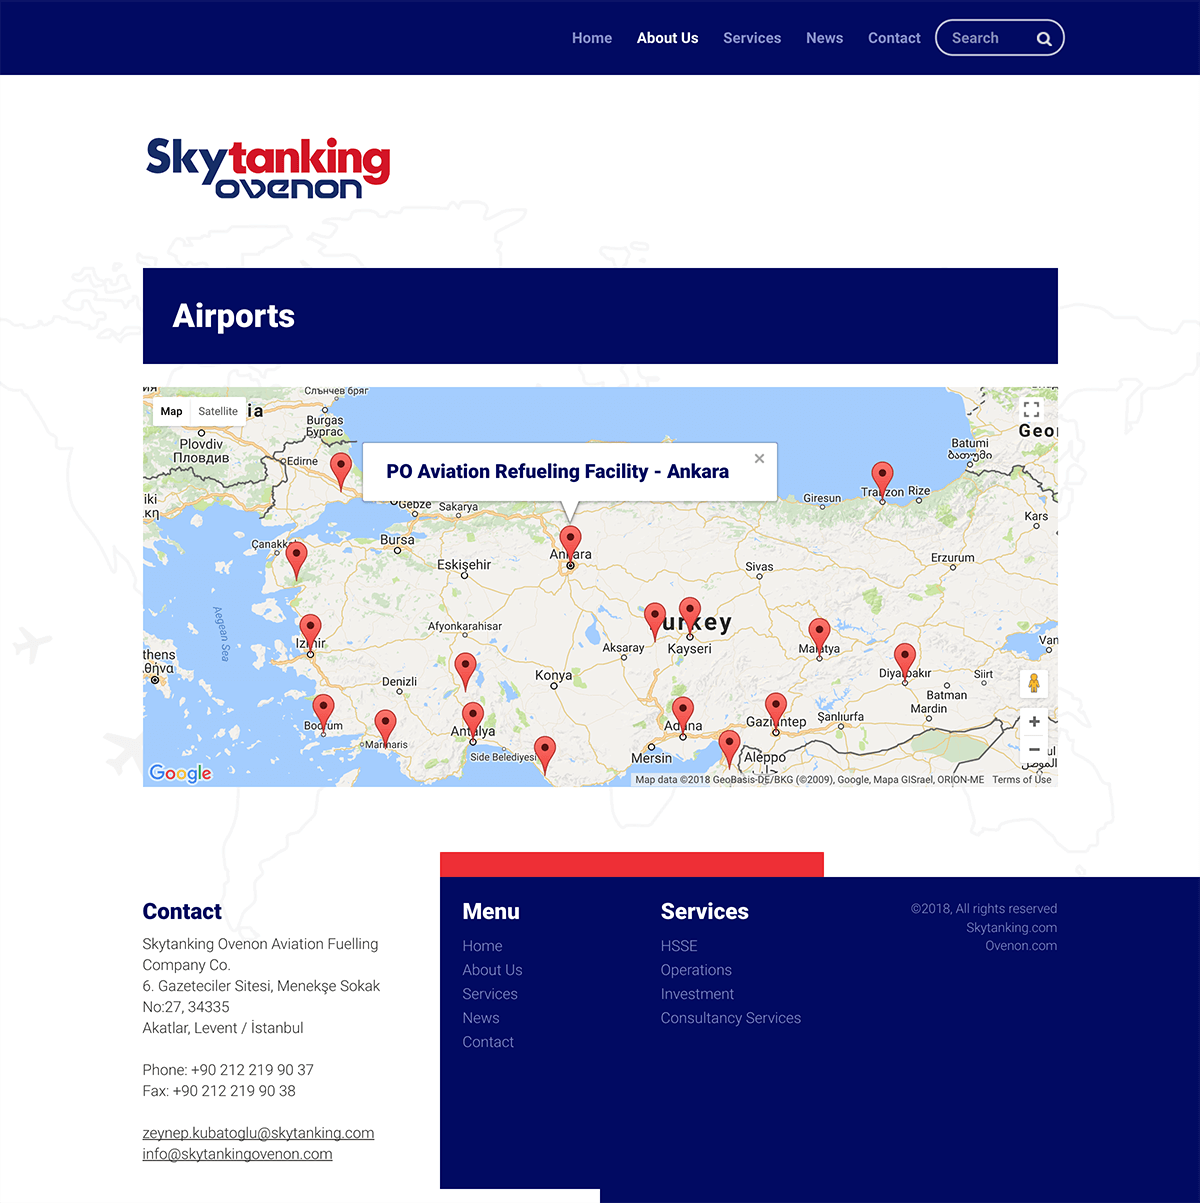 Home
About Us
Services
News
Contact
Search
Skytanking
ovenon
Airports
Map
Satellite
Слънчев бряг
Burgas
Бургас
Plovdiv
Пловдив
Edirne
PO Aviation Refueling Facility - Ankara
Batumi
ბათუმი
Geor
Giresun
Trabzon
Rize
Kars
Gebze
Sakarya
Çanakkale
Bursa
Eskişehir
Ankara
Sivas
Erzurum
Aegean Sea
Izmir
Afyonkarahisar
Turkey
Aksaray
Kayseri
Malatya
Van
thens
θήνα
Denizli
Konya
Diyarbakır
Siirt
Batman
Mardin
Bodrum
Marmaris
Antalya
Side Belediyesi
Adana
Mersin
Gaziantep
Şanlıurfa
Aleppo
حلب
ul
الموصل
Google
Map data ©2018 GeoBasis-DE/BKG (©2009), Google, Mapa GISrael, ORION-ME
Terms of Use
Contact
Skytanking Ovenon Aviation Fuelling
Company Co.
6. Gazeteciler Sitesi, Menekşe Sokak
No:27, 34335
Akatlar, Levent / İstanbul
Phone: +90 212 219 90 37
Fax: +90 212 219 90 38
zeynep.kubatoglu@skytanking.com
info@skytankingovenon.com
Menu
Home
About Us
Services
News
Contact
Services
HSSE
Operations
Investment
Consultancy Services
©2018, All rights reserved
Skytanking.com
Ovenon.com